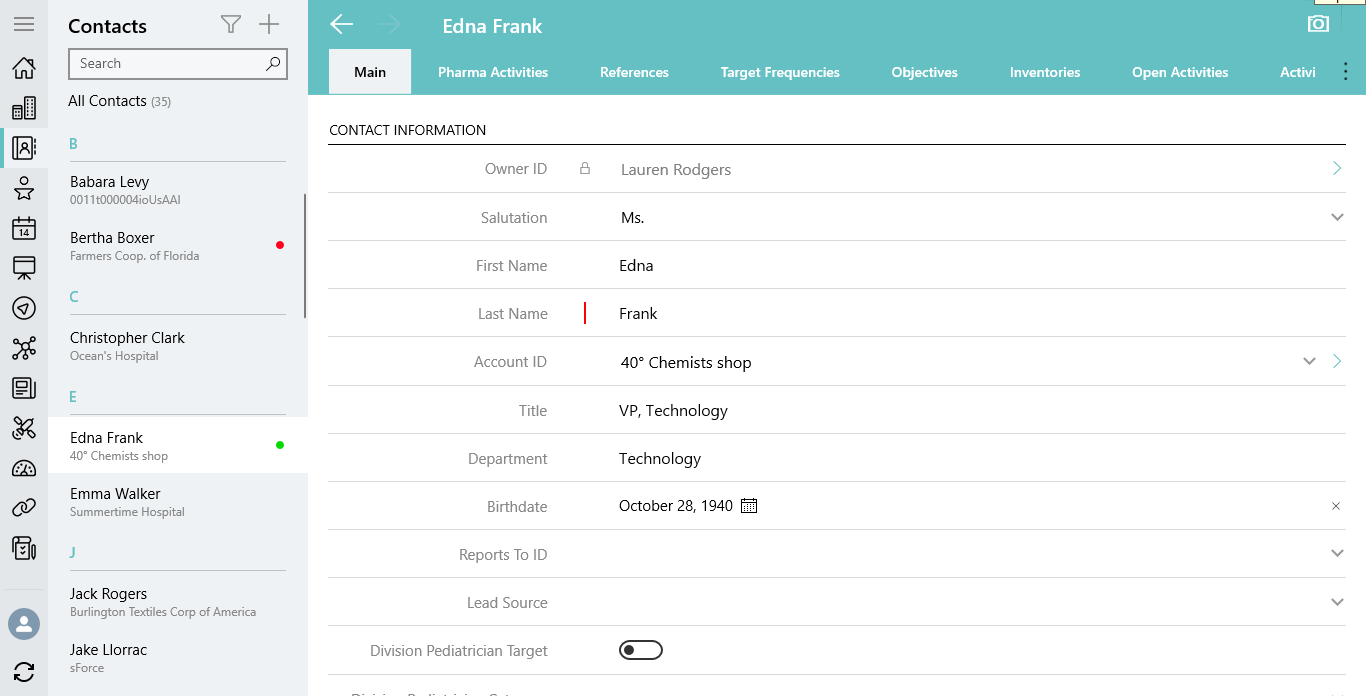 Contacts
Search
All Contacts (35)
B
Babara Levy
0011t000004ioUsAAI
Bertha Boxer
Farmers Coop. of Florida
C
Christopher Clark
Ocean's Hospital
E
Edna Frank
40° Chemists shop
Emma Walker
Summertime Hospital
J
Jack Rogers
Burlington Textiles Corp of America
Jake Llorrac
sForce
14
Edna Frank
Main Pharma Activities References Target Frequencies Objectives Inventories Open Activities Activi
CONTACT INFORMATION
Owner ID Lauren Rodgers
Salutation Ms.
First Name Edna
Last Name Frank
Account ID 40° Chemists shop
Title VP, Technology
Department Technology
Birthdate October 28, 1940
Reports To ID
Lead Source
Division Pediatrician Target